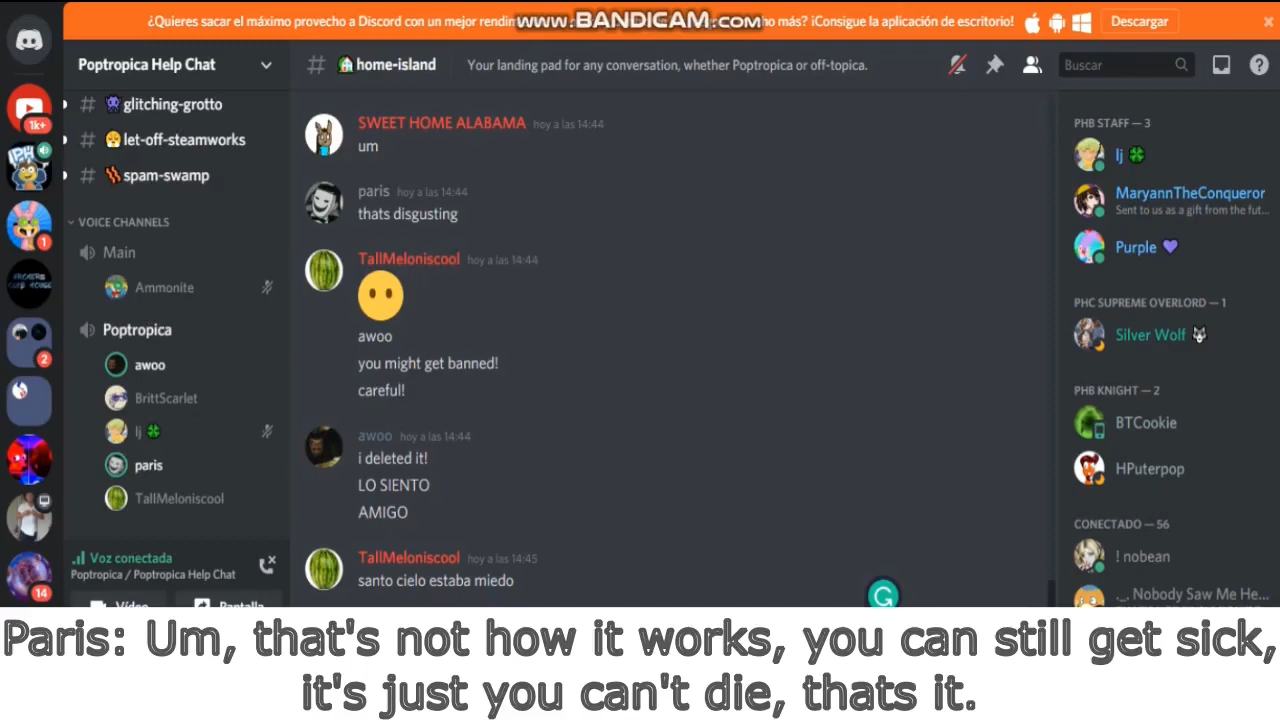 ¿Quieres sacar el máximo provecho a Discord con un mejor rendim
www.BANDICAM.com
ho más? ¡Consigue la aplicación de escritorio!
Descargar
Poptropica Help Chat
# home-island
Your landing pad for any conversation, whether Poptropica or off-topica.
Buscar
# glitching-grotto
# let-off-steamworks
# spam-swamp
VOICE CHANNELS
Main
Ammonite
Poptropica
awoo
BrittScarlet
lj
paris
TallMeloniscool
Voz conectada
Poptropica / Poptropica Help Chat
Vídeo
Pantalla
1K+
1
2
14
SWEET HOME ALABAMA hoy a las 14:44
um
paris hoy a las 14:44
thats disgusting
TallMeloniscool hoy a las 14:44
awoo
you might get banned!
careful!
awoo hoy a las 14:44
i deleted it!
LO SIENTO
AMIGO
TallMeloniscool hoy a las 14:45
santo cielo estaba miedo
PHB STAFF — 3
lj
MaryannTheConqueror
Sent to us as a gift from the fut...
Purple
PHC SUPREME OVERLORD — 1
Silver Wolf
PHB KNIGHT — 2
BTCookie
HPuterpop
CONECTADO — 56
! nobean
._. Nobody Saw Me He...
Paris: Um, that's not how it works, you can still get sick,
it's just you can't die, thats it.